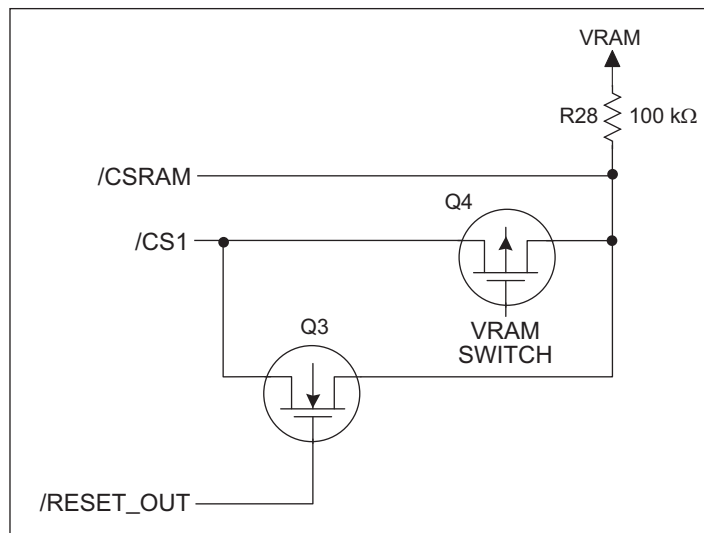 VRAM
R28 100 kΩ
/CSRAM
Q4
/CS1
VRAM
SWITCH
Q3
/RESET_OUT